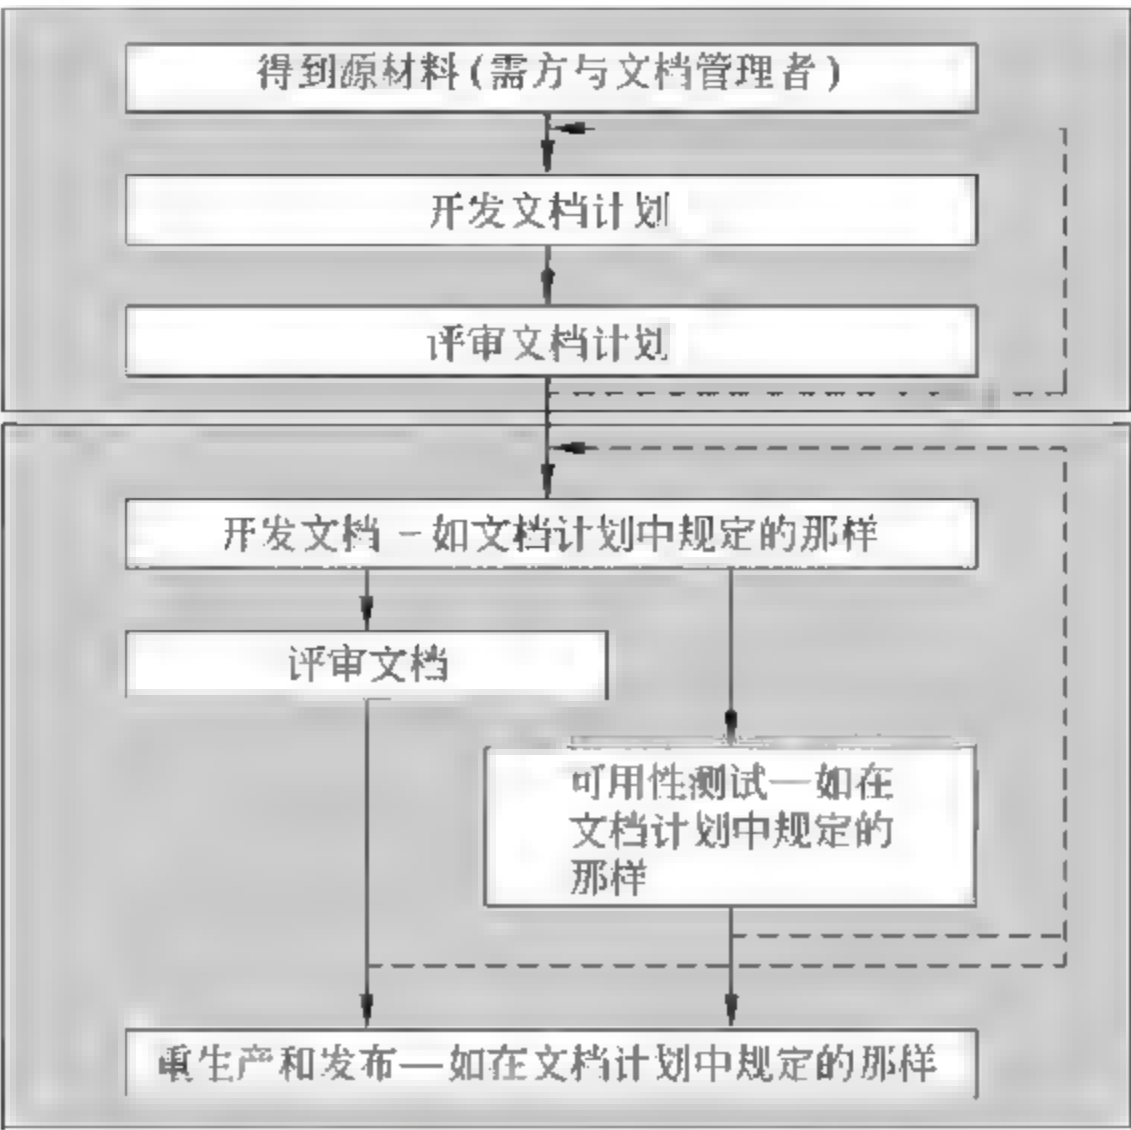 得到源材料(需方与文档管理者)
开发文档计划
评审文档计划
开发文档-如文档计划中规定的那样
评审文档
可用性测试—如在
文档计划中规定的
那样
重生产和发布—如在文档计划中规定的那样